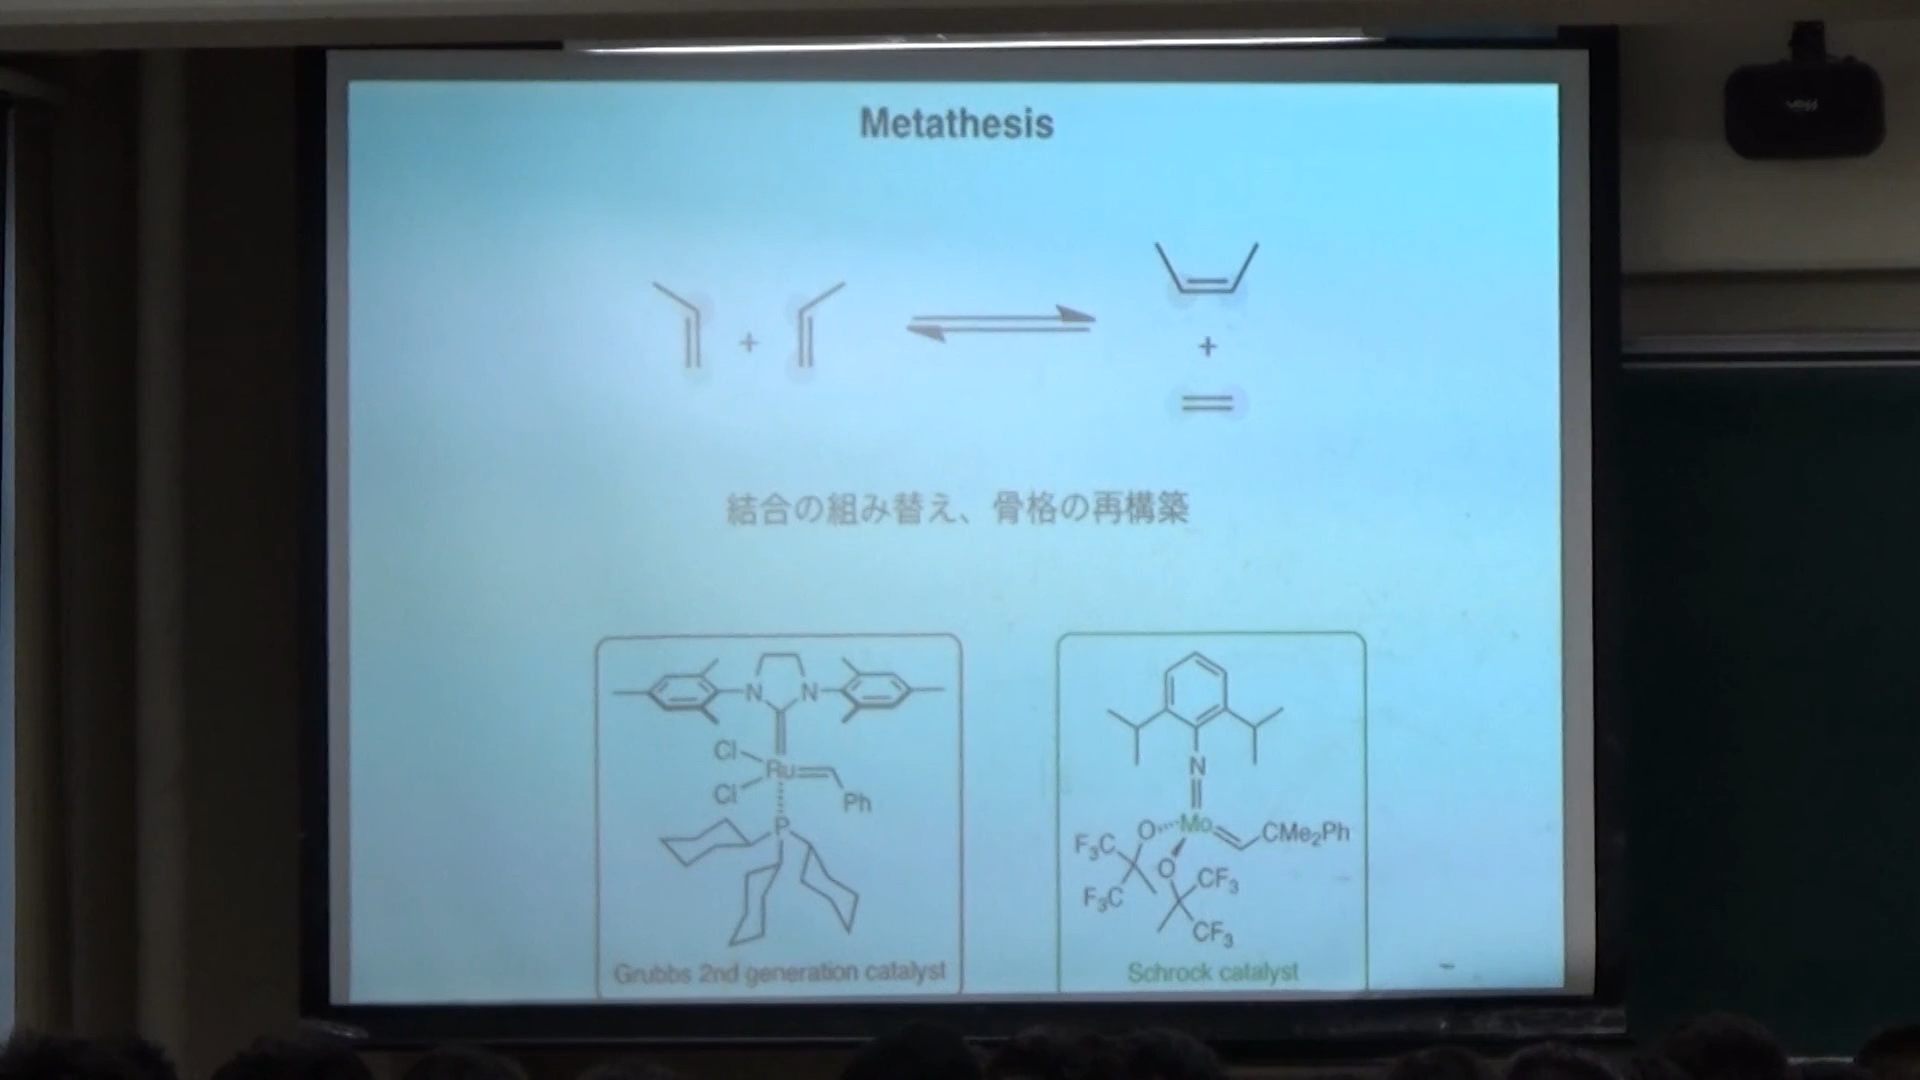 Metathesis
+
+
結合の組み替え、骨格の再構築
N
N
Cl
Ru
Cl
Ph
P
Grubbs 2nd generation catalyst
N
O
Mo
CMe2Ph
F3C
O
CF3
F3C
CF3
Schrock catalyst